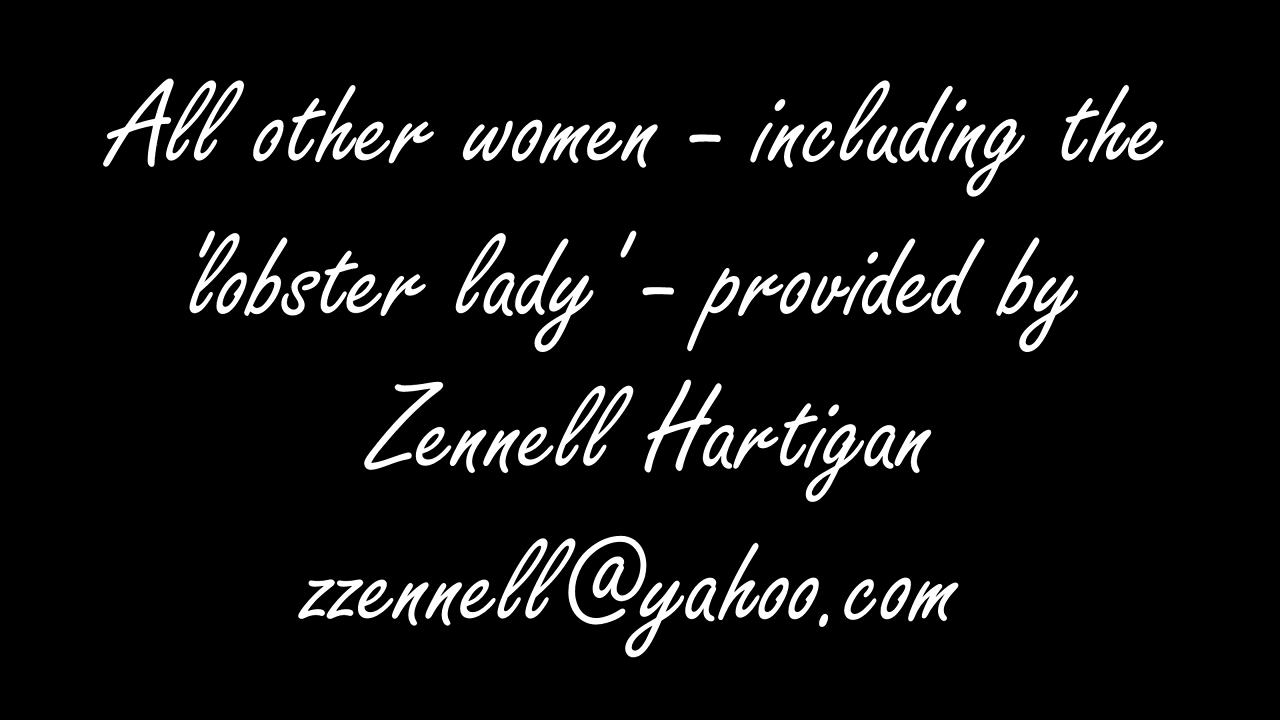 All other women - including the
'lobster lady' - provided by
Zennell Hartigan
zzennell@yahoo.com